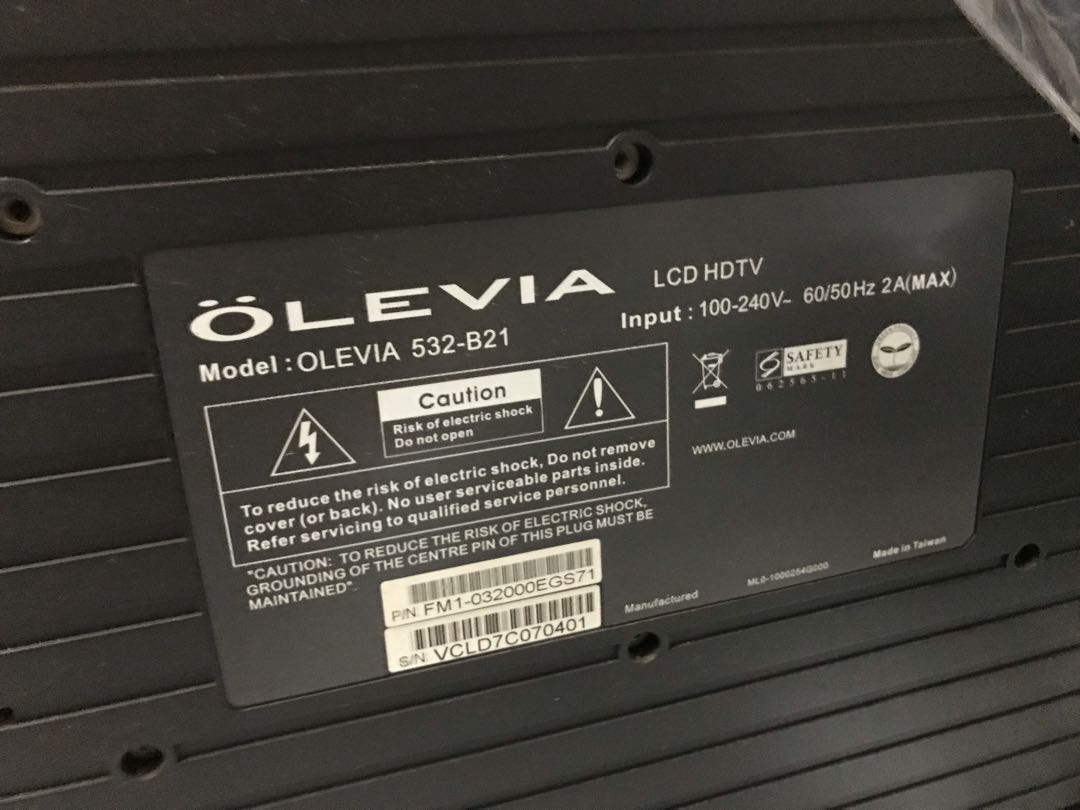 ÖLEVIA
LCD HDTV
Model : OLEVIA 532-B21
Input : 100-240V~ 60/50Hz 2A(MAX)
Caution
Risk of electric shock
Do not open
To reduce the risk of electric shock, Do not remove
cover (or back). No user serviceable parts inside.
Refer servicing to qualified service personnel.
"CAUTION: TO REDUCE THE RISK OF ELECTRIC SHOCK,
GROUNDING OF THE CENTRE PIN OF THIS PLUG MUST BE
MAINTAINED"
SAFETY
MARK
062565-11
WWW.OLEVIA.COM
P/N FM1-032000EGS71
S/N: VCLD7C070401
Manufactured
ML0-1000254G000
Made in Taiwan